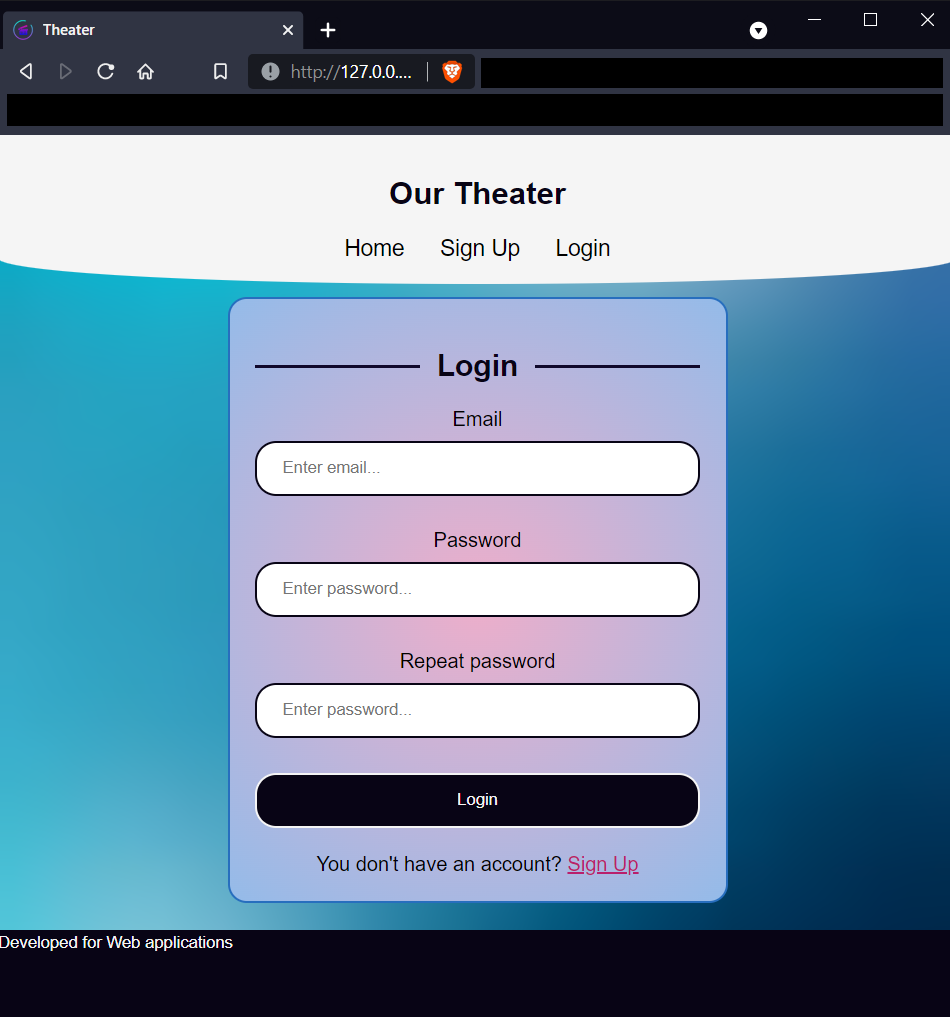 Theater
http://127.0.0....
Our Theater
Home Sign Up Login
Login
Email
Enter email...
Password
Enter password...
Repeat password
Enter password...
Login
You don't have an account? Sign Up
Developed for Web applications